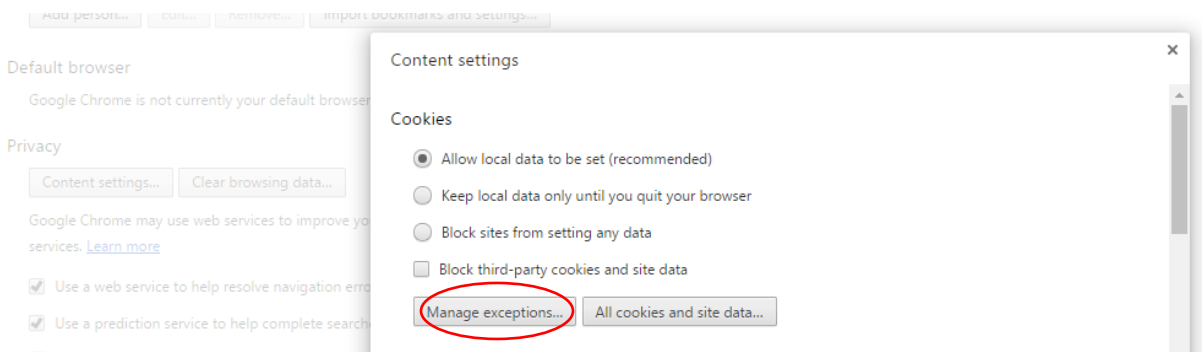 Add person... Edit... Remove... Import bookmarks and settings...
Default browser
Google Chrome is not currently your default browser
Privacy
Content settings... Clear browsing data...
Google Chrome may use web services to improve yo
services. Learn more
Use a web service to help resolve navigation erro
Use a prediction service to help complete search
Content settings
Cookies
Allow local data to be set (recommended)
Keep local data only until you quit your browser
Block sites from setting any data
Block third-party cookies and site data
Manage exceptions... All cookies and site data...